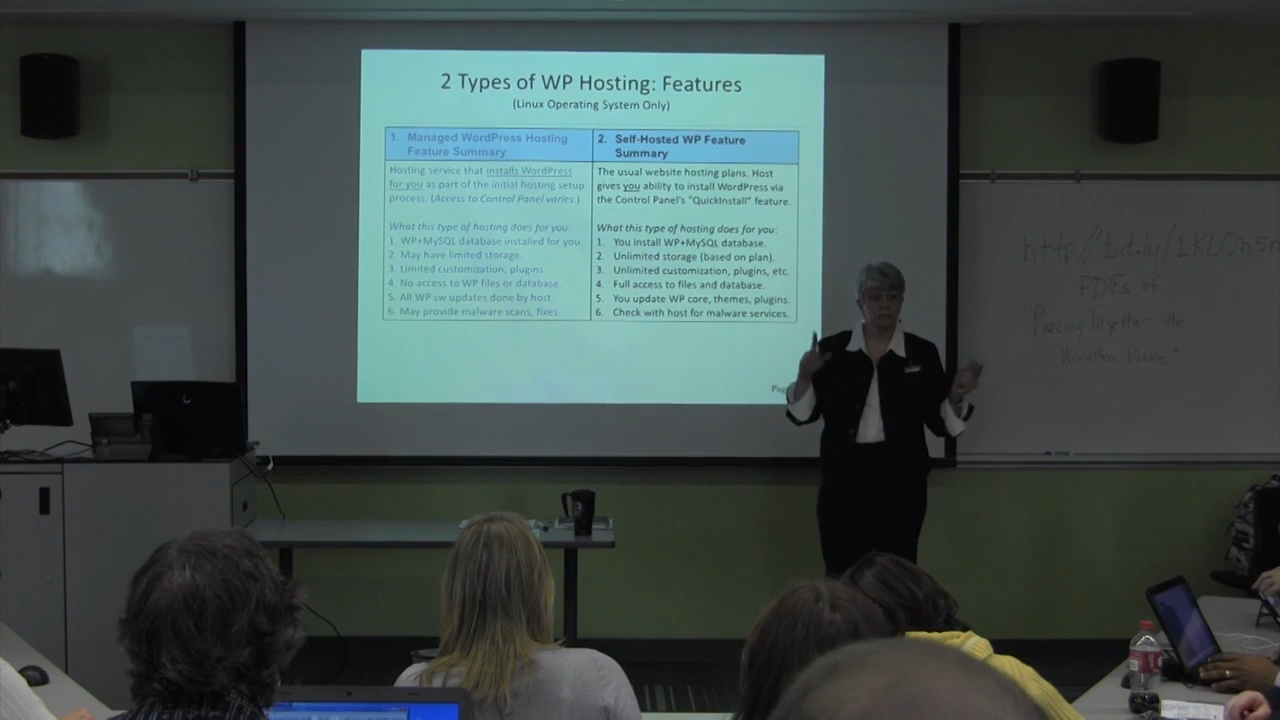 2 Types of WP Hosting: Features
(Linux Operating System Only)
1. Managed WordPress Hosting
Feature Summary
Hosting service that installs WordPress
for you as part of the initial hosting setup
process. (Access to Control Panel varies.)
What this type of hosting does for you:
1. WP+MySQL database installed for you.
2. May have limited storage.
3. Limited customization, plugins.
4. No access to WP files or database.
5. All WP sw updates done by host.
6. May provide malware scans, fixes.
2. Self-Hosted WP Feature
Summary
The usual website hosting plans. Host
gives you ability to install WordPress via
the Control Panel's "QuickInstall" feature.
What this type of hosting does for you:
1. You install WP+MySQL database.
2. Unlimited storage (based on plan).
3. Unlimited customization, plugins, etc.
4. Full access to files and database.
5. You update WP core, themes, plugins.
6. Check with host for malware services.
PDFs of
"Piecing Together the
WordPress Puzzle"